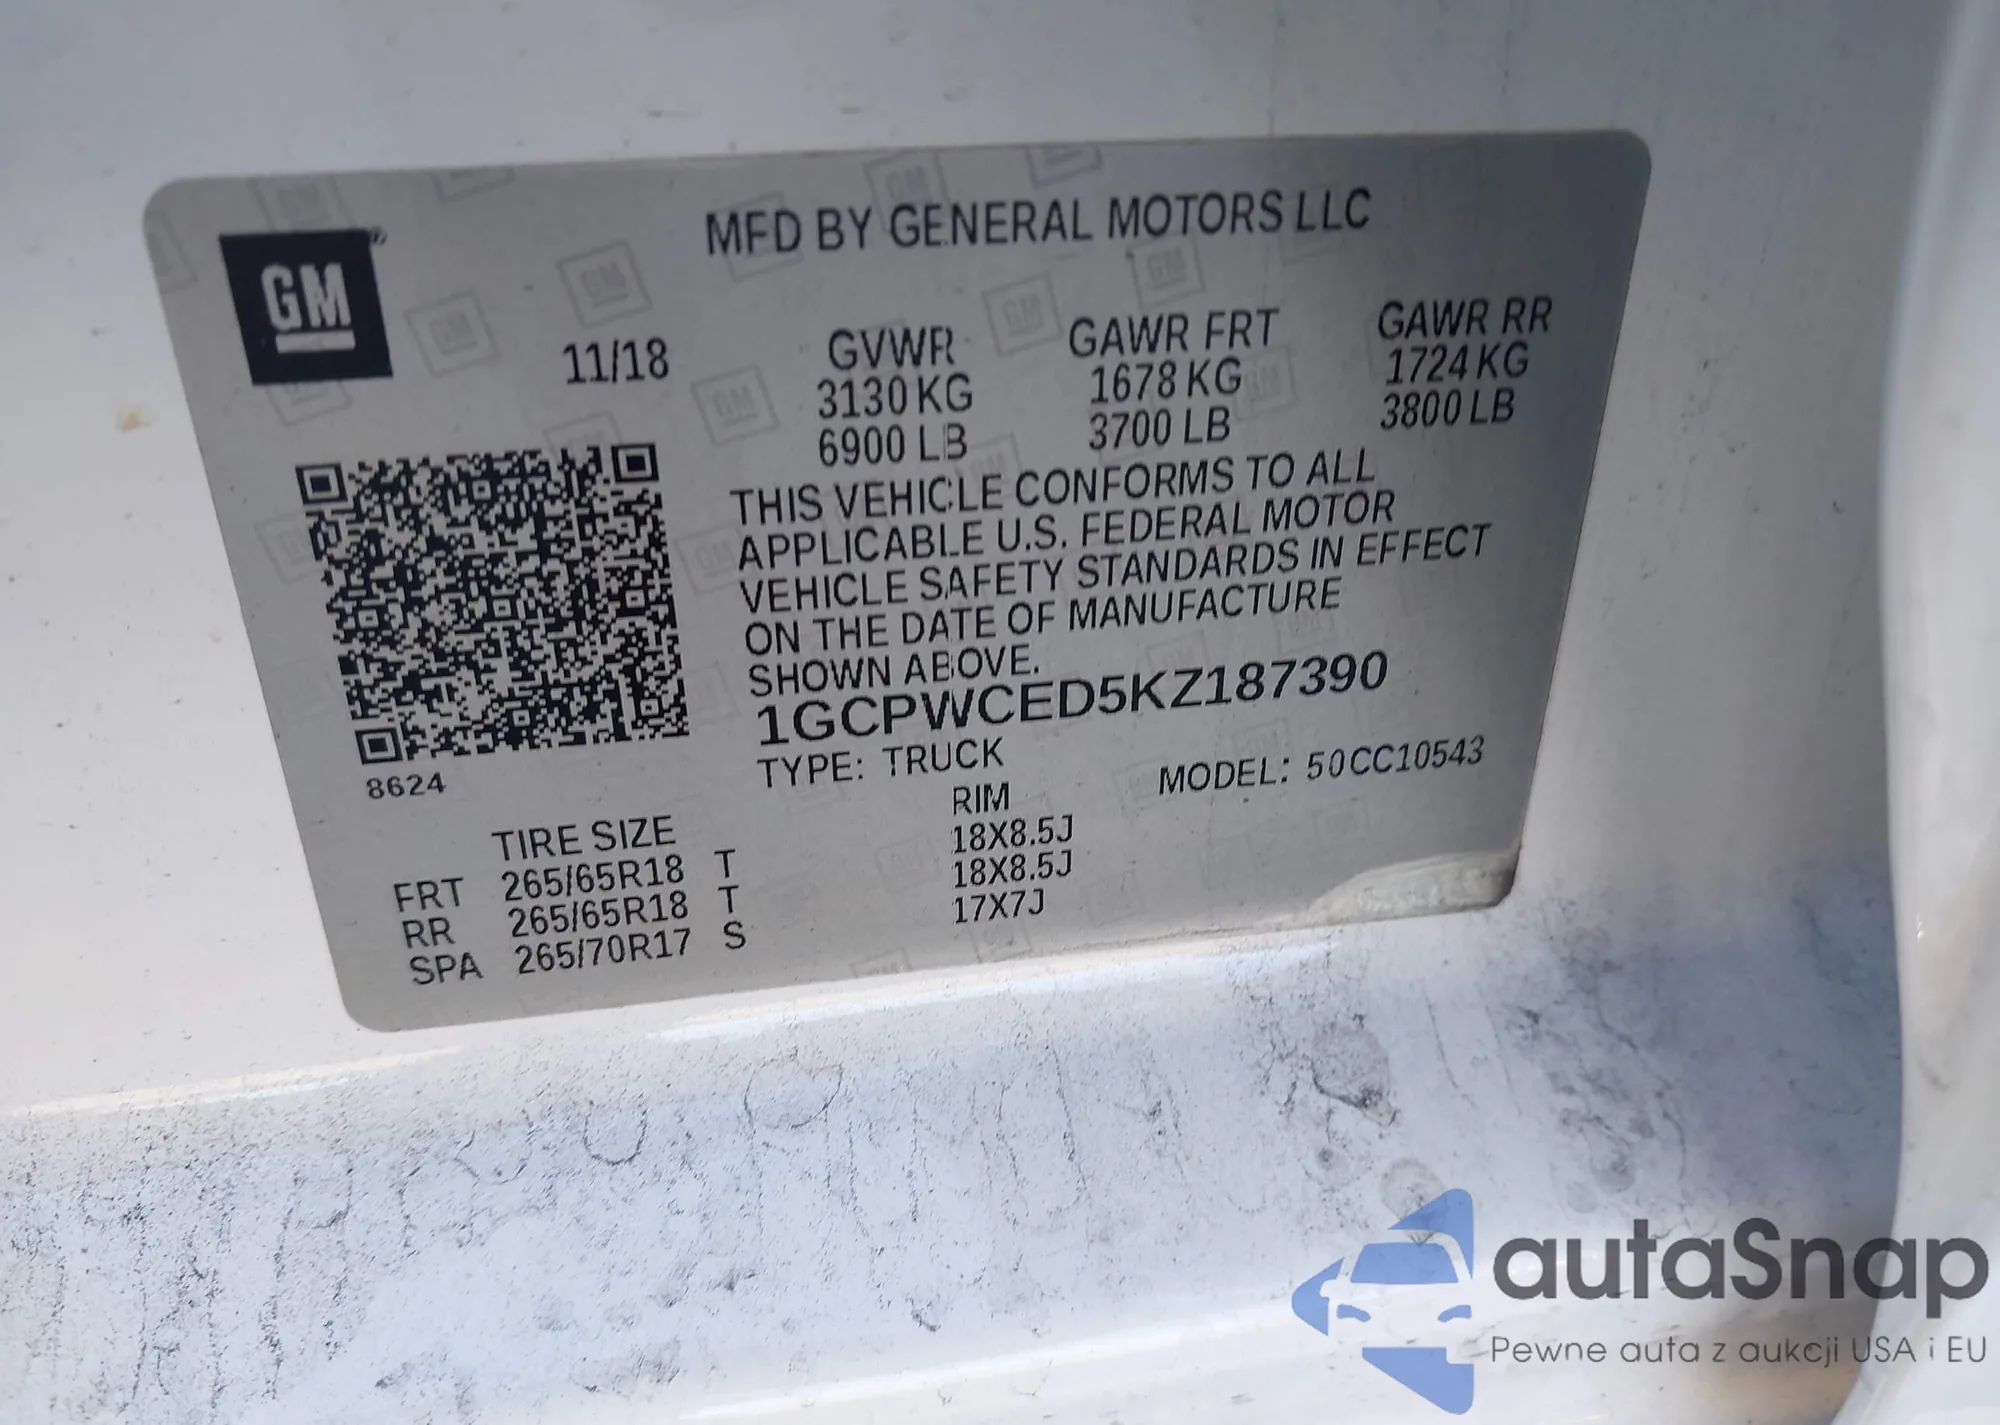 MFD BY GENERAL MOTORS LLC
GM
11/18
GVWR GAWR FRT GAWR RR
3130 KG 1678 KG 1724 KG
6900 LB 3700 LB 3800 LB
THIS VEHICLE CONFORMS TO ALL
APPLICABLE U.S. FEDERAL MOTOR
VEHICLE SAFETY STANDARDS IN EFFECT
ON THE DATE OF MANUFACTURE
SHOWN ABOVE.
1GCPWCED5KZ187390
TYPE: TRUCK MODEL: 50CC10543
8624
TIRE SIZE RIM
FRT 265/65R18 T 18X8.5J
RR 265/65R18 T 18X8.5J
SPA 265/70R17 S 17X7J
autaSnap
Pewne auta z aukcji USA i EU